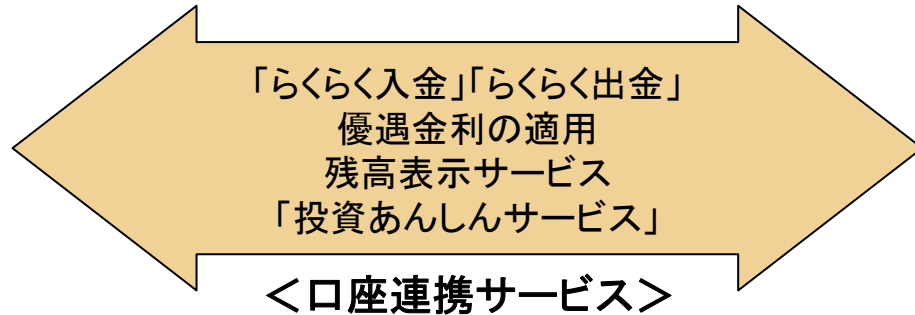 「らくらく入金」「らくらく出金」
優遇金利の適用
残高表示サービス
「投資あんしんサービス」
＜口座連携サービス＞